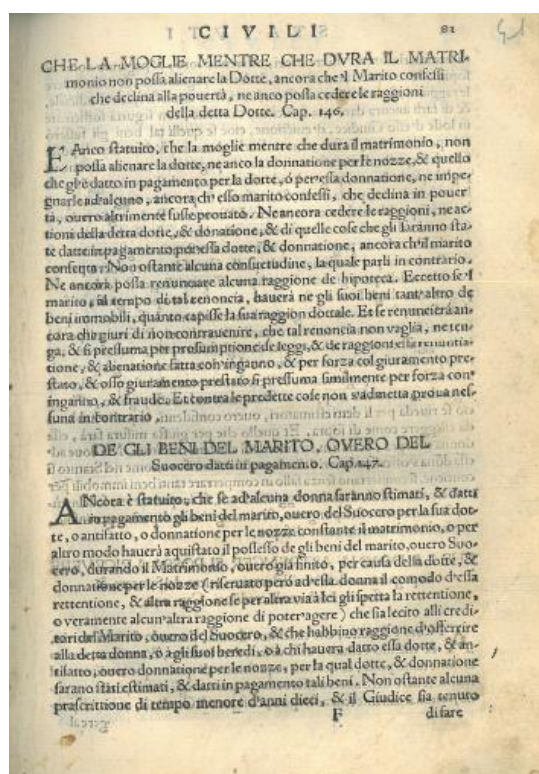 CIVILI 81
CHE LA MOGLIE MENTRE CHE DVRA IL MATRI-
monio non possa alienare la Dotte, ancora che'l Marito confessi
che declina alla pouertà, ne anco possa cedere le raggioni
della detta Dotte. Cap. 146.
E' Anco statuito, che la moglie mentre che dura il matrimonio, non
possa alienare la dotte, ne anco la donnatione per le nozze, & quello
che gl'è datto in pagamento per la dotte, ò per essa donnatione, ne impe-
gnarle ad'alcuno, ancora ch'esso marito confessi, che declina in pouer
tà, ouero altrimente fusse prouato. Ne ancora cedere le raggioni, ne ac-
tioni della detta dotte, & donatione, & di quelle cose che gli saranno sta-
te datte in pagamento per essa dotte, & donnatione, ancora ch'il marito
consenta. Non ostante alcuna consuetudine, la quale parli in contrario.
Ne ancora possa renunciare alcuna raggione de hipoteca. Eccetto se'l
marito, al tempo di tal renoncia, hauerà ne gli suoi beni tant'altro de
beni immobili, quanto capisse la sua raggion dottale. Et se renuncierà an-
cora che giuri di non contrauenire, che tal renoncia non vaglia, ne ten-
ga, & si pressuma per presumptione de leggi, & de raggioni essa renuntia-
tione, & alienatione fatta con'inganno, & per forza col giuramento pre-
stato, & esso giuramento prestato si pressuma similmente per forza con'
inganno, & fraude. Et contra le predette cose non s'admetta proua nes-
suna in contrario.
DE GLI BENI DEL MARITO, OVERO DEL
Suocero datti in pagamento. Cap. 147.
ANcora è statuito, che se ad'alcuna donna saranno stimati, & datti
in pagamento gli beni del marito, ouero del Suocero per la sua dot-
te, o antifatto, o donnatione per le nozze constante il matrimonio, o per
altro modo hauerà aquistato il possesso de gli beni del marito, ouero Suo-
cero, durando il Matrimonio, ouero già finito, per causa della dotte, &
donnatione per le nozze (riseruato però ad'essa donna il comodo d'essa
rettentione, & altra raggione se per altra via à lei gli spetta la rettentione,
o veramente alcun'altra raggione di poter'agere) che sia lecito alli credi-
tori del Marito, ouero del Suocero, & che habbino raggione d'offerrire
alla detta donna, ò à gli suoi heredi, ò à chi hauera datto essa dotte, & an-
tifatto, ouero donnatione per le nozze, per la qual dotte, & donnatione
sarano stati estimati, & datti in pagamento tali beni. Non ostante alcuna
prascrittione di tempo menore d'anni dieci, & il Giudice sia tenuto
F di fare